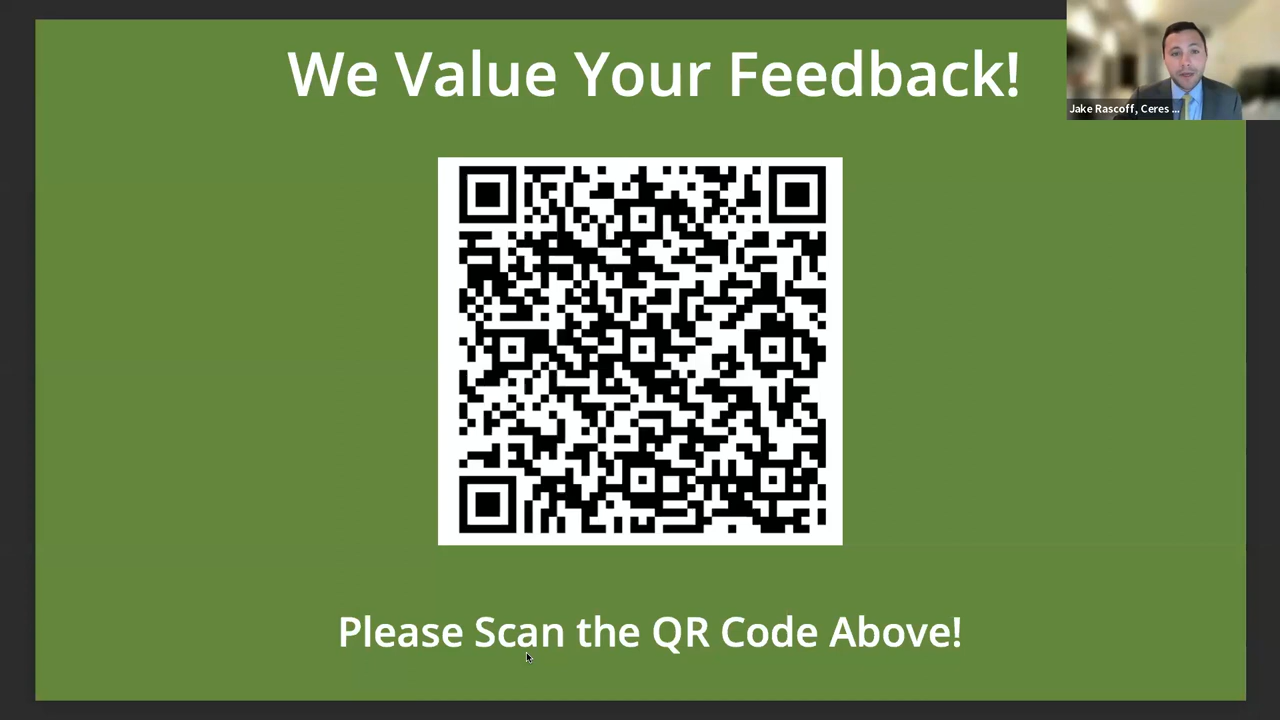 We Value Your Feedback!
Jake Rascoff, Ceres ...
Please Scan the QR Code Above!